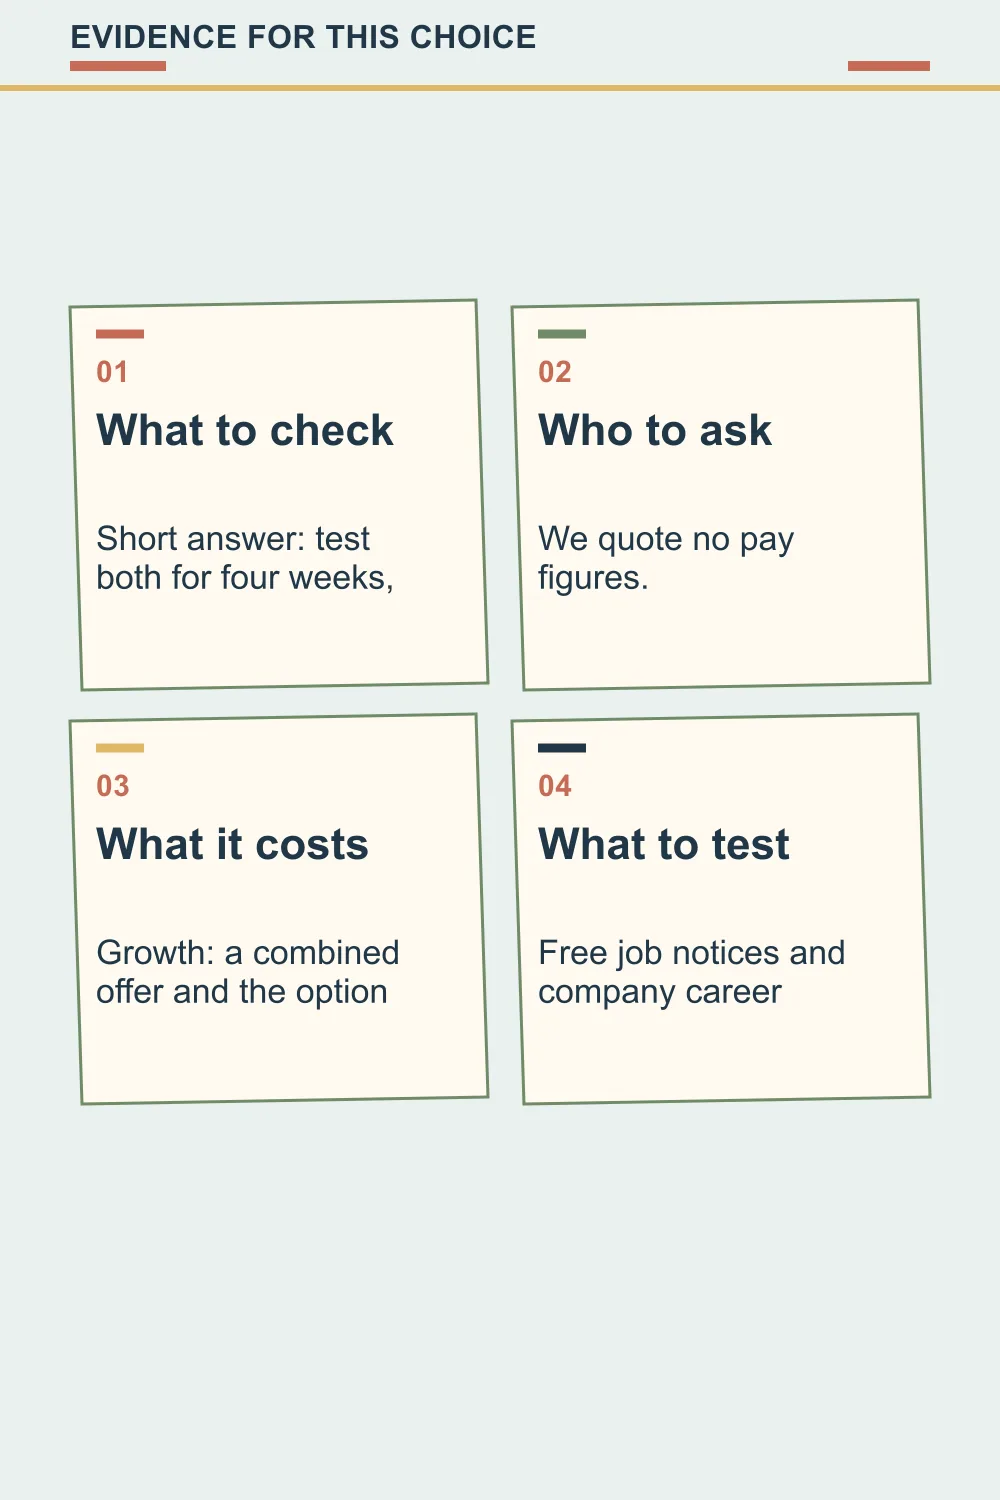 EVIDENCE FOR THIS CHOICE
01
What to check
Short answer: test
both for four weeks,
02
Who to ask
We quote no pay
figures.
03
What it costs
Growth: a combined
offer and the option
04
What to test
Free job notices and
company career